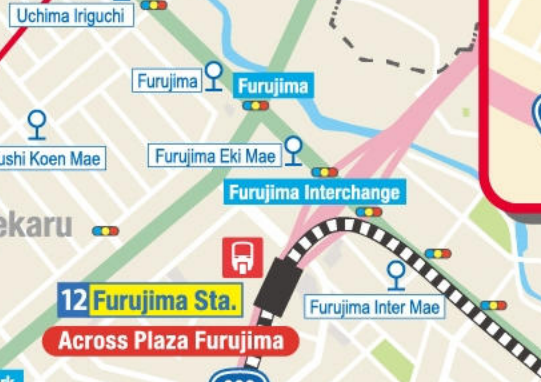 Uchima Iriguchi
Furujima
Furujima
Furujima Eki Mae
ushi Koen Mae
Furujima Interchange
ekaru
12 Furujima Sta.
Furujima Inter Mae
Across Plaza Furujima